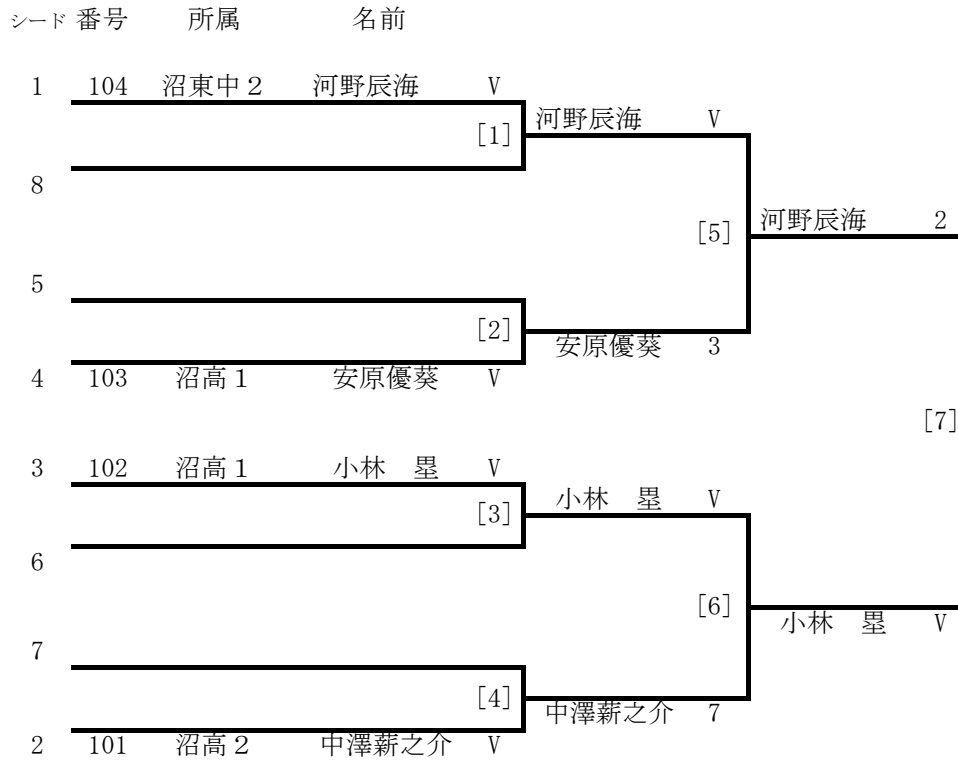 シード 番号 所属 名前
1 104 沼東中２ 河野辰海 V
[1] 河野辰海 V
8
[5] 河野辰海 2
5
[2] 安原優葵 3
4 103 沼高１ 安原優葵 V
[7]
3 102 沼高１ 小林　塁 V
[3] 小林　塁 V
6
[6] 小林　塁 V
7
[4] 中澤薪之介 7
2 101 沼高２ 中澤薪之介 V